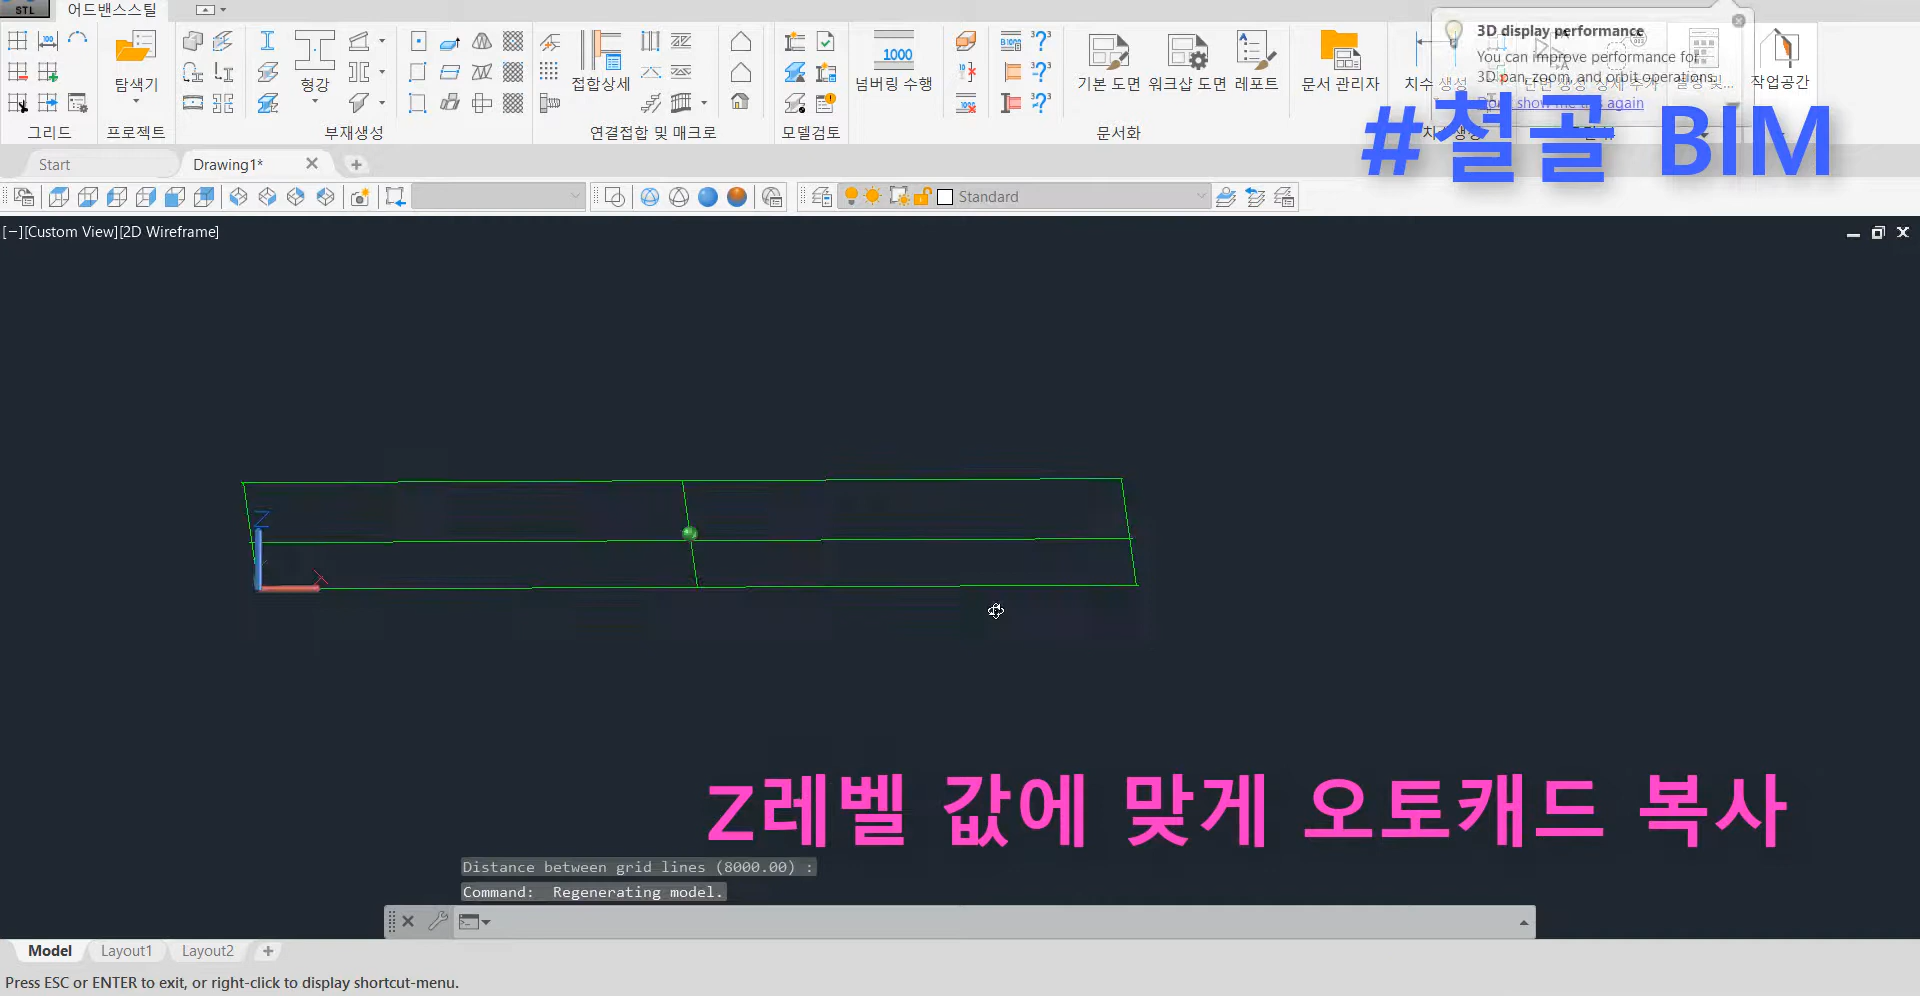 STL
어드밴스스틸
탐색기
형강
접합상세
1000
넘버링 수행
기본 도면
워크샵 도면
레포트
문서 관리자
치수 생성
작업공간
3D display performance
You can improve performance for
3D pan, zoom, and orbit operations.
show me this again
그리드
프로젝트
부재생성
연결접합 및 매크로
모델검토
문서화
#철골 BIM
Start
Drawing1*
Standard
[−][Custom View][2D Wireframe]
Z
X
Z레벨 값에 맞게 오토캐드 복사
Distance between grid lines (8000.00) :
Command: Regenerating model.
Model
Layout1
Layout2
Press ESC or ENTER to exit, or right-click to display shortcut-menu.